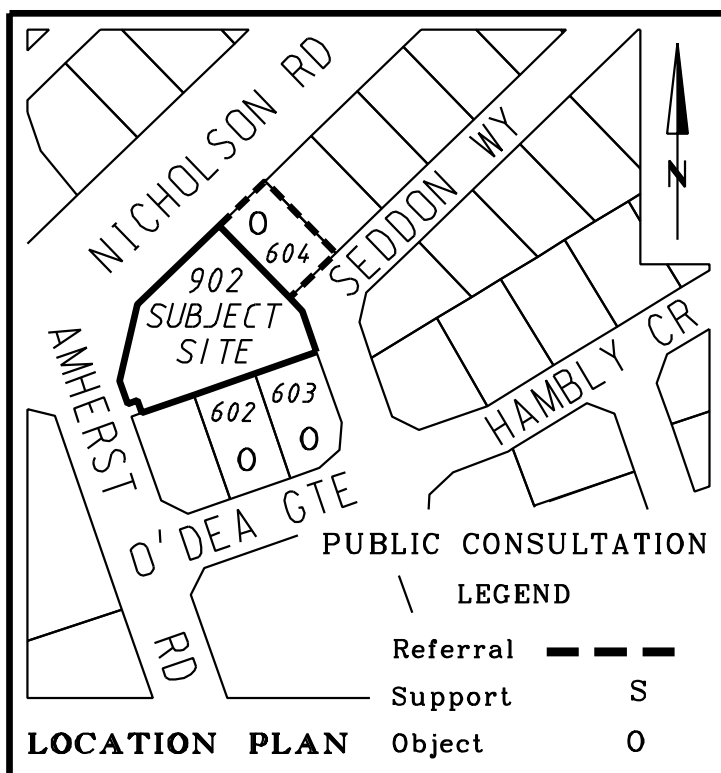 NICHOLSON RD
SEDDON WY
N
O
604
902
SUBJECT
SITE
AMHERST
RD
602
603
O
O
HAMBLY CR
O'DEA GTE
PUBLIC CONSULTATION
LEGEND
Referral
Support S
Object O
LOCATION PLAN